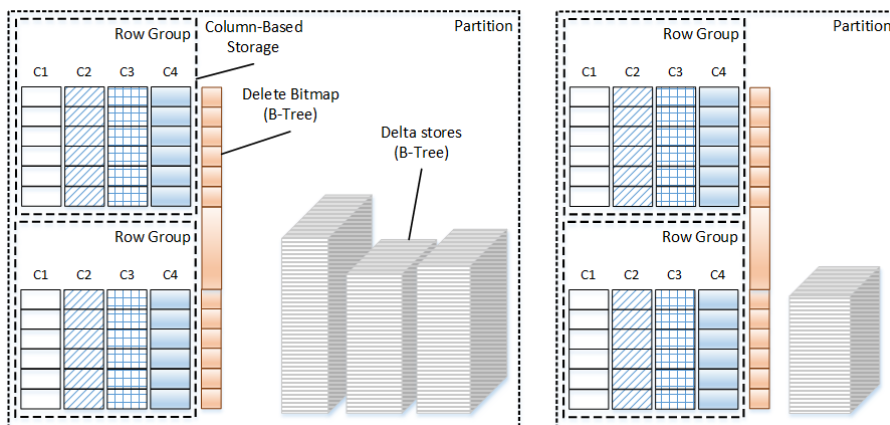 Row Group
Column-Based
Storage
Partition
C1 C2 C3 C4
Delete Bitmap
(B-Tree)
Delta stores
(B-Tree)
Row Group
C1 C2 C3 C4
Row Group
Partition
C1 C2 C3 C4
Row Group
C1 C2 C3 C4